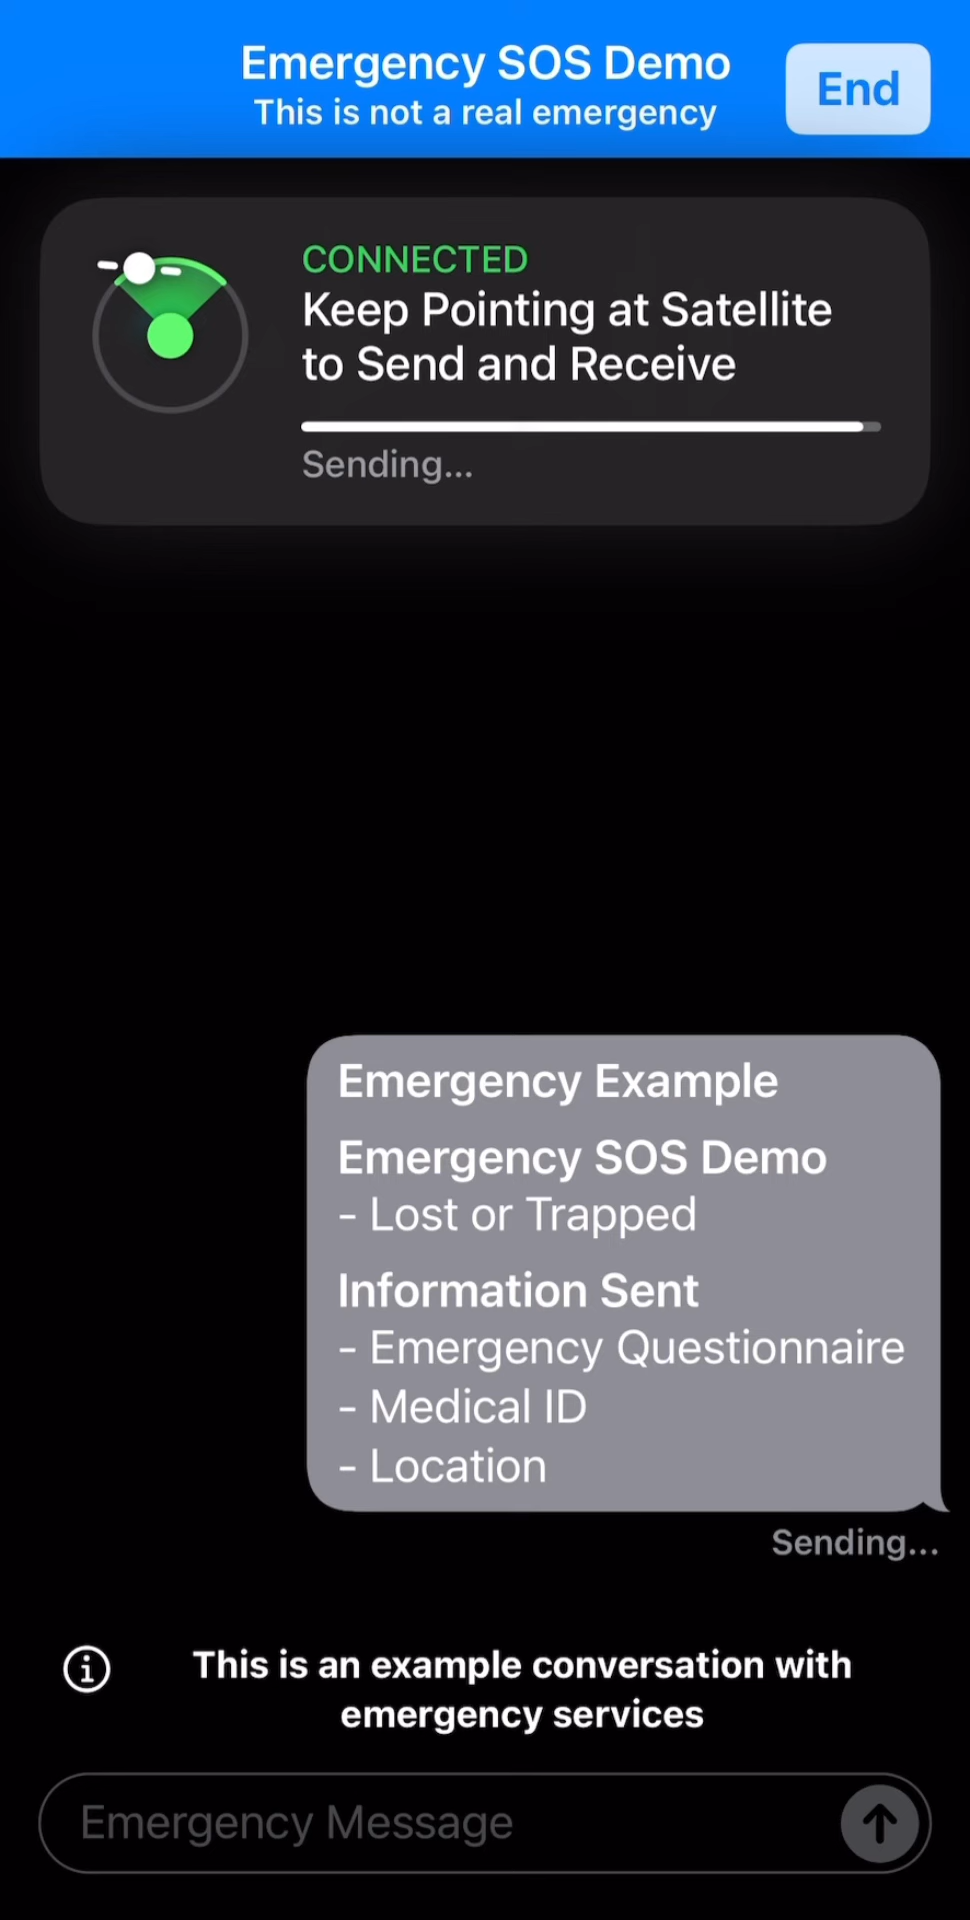 Emergency SOS Demo
This is not a real emergency
End
CONNECTED
Keep Pointing at Satellite
to Send and Receive
Sending...
Emergency Example
Emergency SOS Demo
- Lost or Trapped
Information Sent
- Emergency Questionnaire
- Medical ID
- Location
Sending...
This is an example conversation with
emergency services
Emergency Message